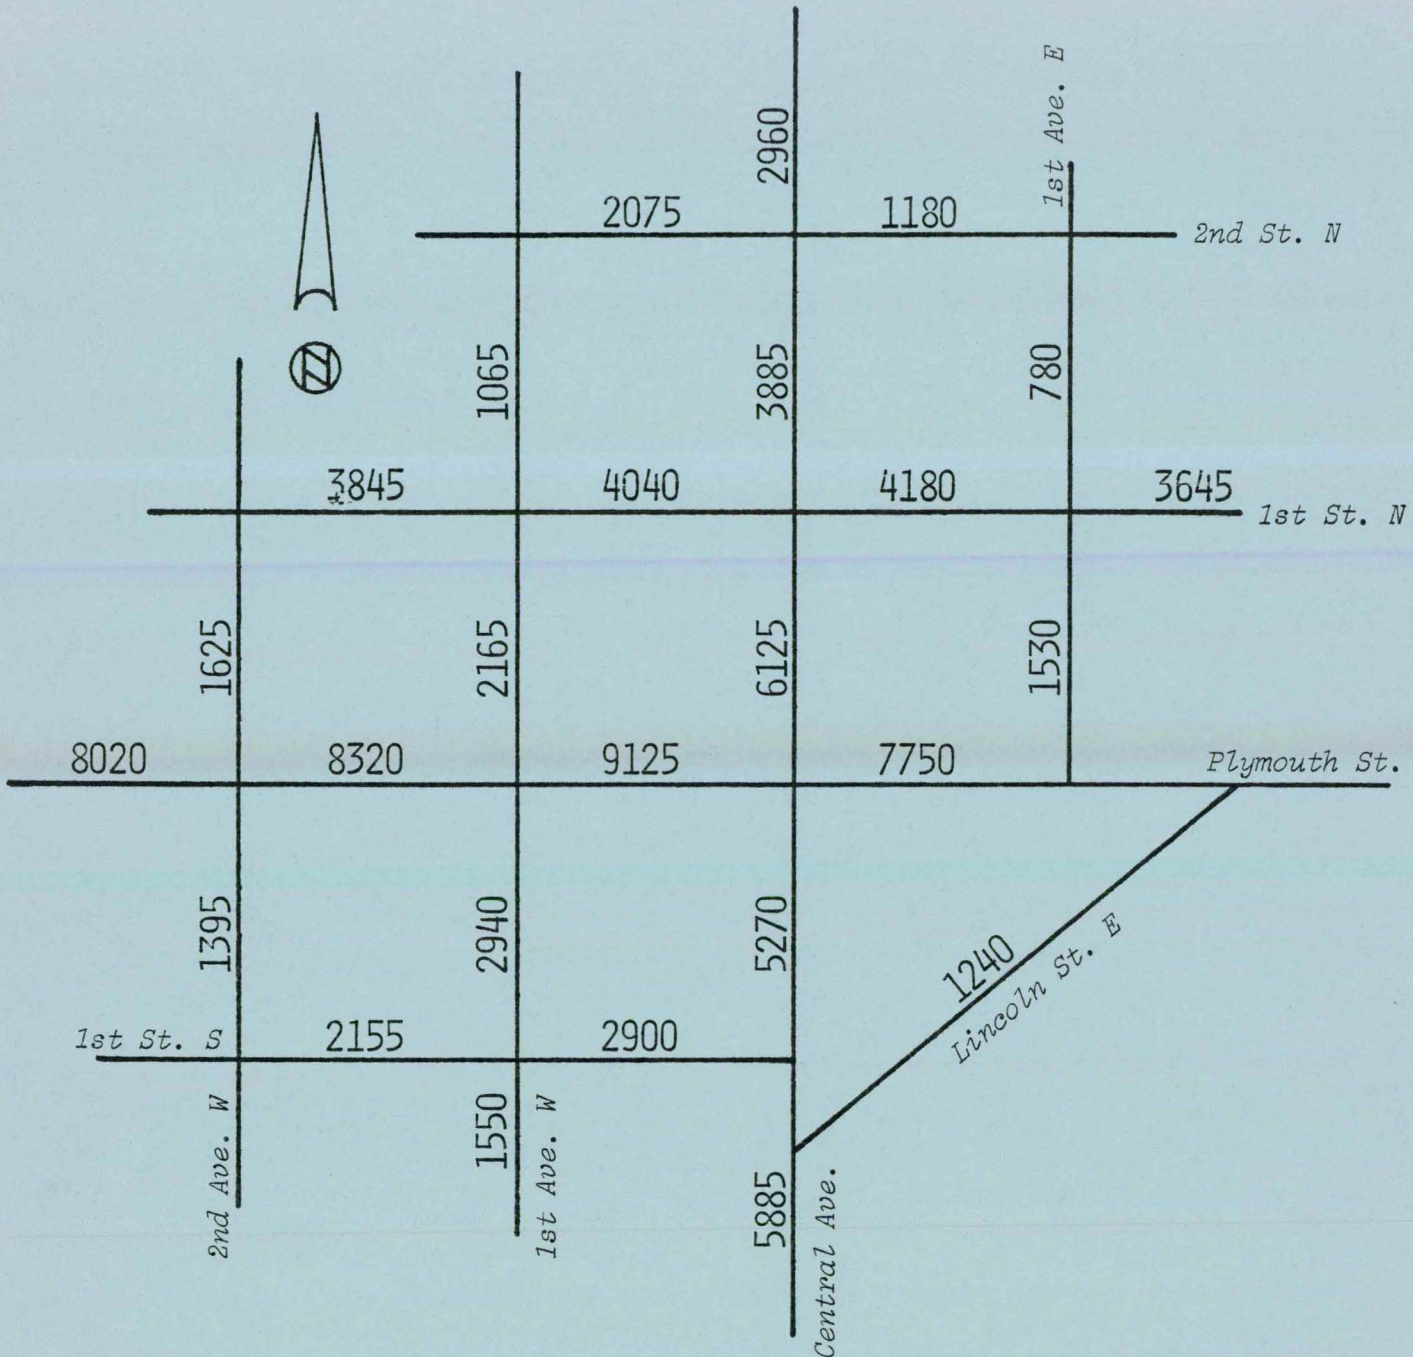 1st Ave. E
2960
2075
1180
2nd St. N
N
1065
3885
780
3845
4040
4180
3645
1st St. N
1625
2165
6125
1530
8020
8320
9125
7750
Plymouth St.
1395
2940
5270
1240
Lincoln St. E
1st St. S
2155
2900
2nd Ave. W
1550
1st Ave. W
5885
Central Ave.